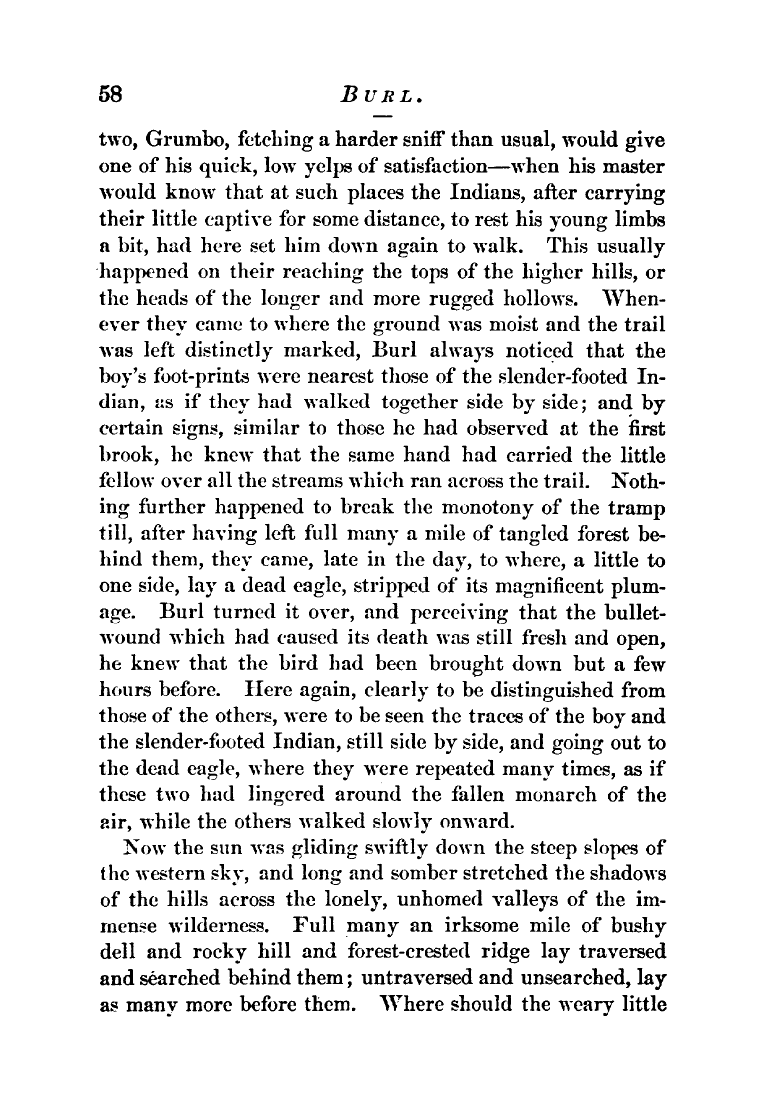 58 BURL.
two, Grumbo, fetching a harder sniff than usual, would give
one of his quick, low yelps of satisfaction—when his master
would know that at such places the Indians, after carrying
their little captive for some distance, to rest his young limbs
a bit, had here set him down again to walk. This usually
happened on their reaching the tops of the higher hills, or
the heads of the longer and more rugged hollows. When-
ever they came to where the ground was moist and the trail
was left distinctly marked, Burl always noticed that the
boy's foot-prints were nearest those of the slender-footed In-
dian, as if they had walked together side by side; and by
certain signs, similar to those he had observed at the first
brook, he knew that the same hand had carried the little
fellow over all the streams which ran across the trail. Noth-
ing further happened to break the monotony of the tramp
till, after having left full many a mile of tangled forest be-
hind them, they came, late in the day, to where, a little to
one side, lay a dead eagle, stripped of its magnificent plum-
age. Burl turned it over, and perceiving that the bullet-
wound which had caused its death was still fresh and open,
he knew that the bird had been brought down but a few
hours before. Here again, clearly to be distinguished from
those of the others, were to be seen the traces of the boy and
the slender-footed Indian, still side by side, and going out to
the dead eagle, where they were repeated many times, as if
these two had lingered around the fallen monarch of the
air, while the others walked slowly onward.
Now the sun was gliding swiftly down the steep slopes of
the western sky, and long and somber stretched the shadows
of the hills across the lonely, unhomed valleys of the im-
mense wilderness. Full many an irksome mile of bushy
dell and rocky hill and forest-crested ridge lay traversed
and searched behind them; untraversed and unsearched, lay
as many more before them. Where should the weary little